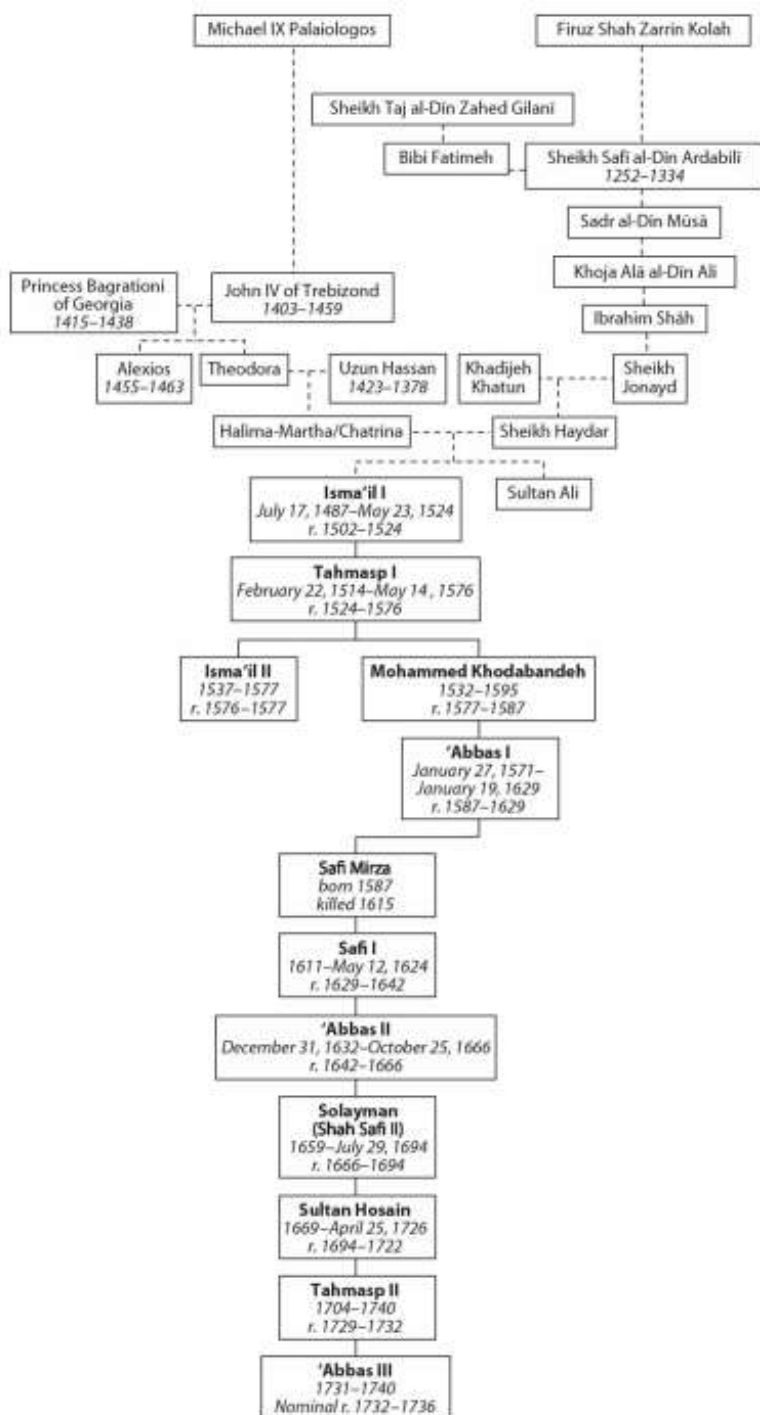 Michael IX Palaiologos
Firuz Shah Zarrin Kolah
Sheikh Taj al-Din Zahed Gilani
Bibi Fatimeh
Sheikh Safi al-Din Ardabili
1252–1334
Sadr al-Din Mūsā
Khoja Alā al-Din Ali
Princess Bagrationi
of Georgia
1415–1438
John IV of Trebizond
1403–1459
Ibrahim Shāh
Alexios
1455–1463
Theodora
Uzun Hassan
1423–1378
Khadijeh
Khatun
Sheikh
Jonayd
Halima-Martha/Chatrina
Sheikh Haydar
Isma‘il I
July 17, 1487–May 23, 1524
r. 1502–1524
Sultan Ali
Tahmasp I
February 22, 1514–May 14 , 1576
r. 1524–1576
Isma‘il II
1537–1577
r. 1576–1577
Mohammed Khodabandeh
1532–1595
r. 1577–1587
‘Abbas I
January 27, 1571–
January 19, 1629
r. 1587–1629
Safi Mirza
born 1587
killed 1615
Safi I
1611–May 12, 1624
r. 1629–1642
‘Abbas II
December 31, 1632–October 25, 1666
r. 1642–1666
Solayman
(Shah Safi II)
1659–July 29, 1694
r. 1666–1694
Sultan Hosain
1669–April 25, 1726
r. 1694–1722
Tahmasp II
1704–1740
r. 1729–1732
‘Abbas III
1731–1740
Nominal r. 1732–1736